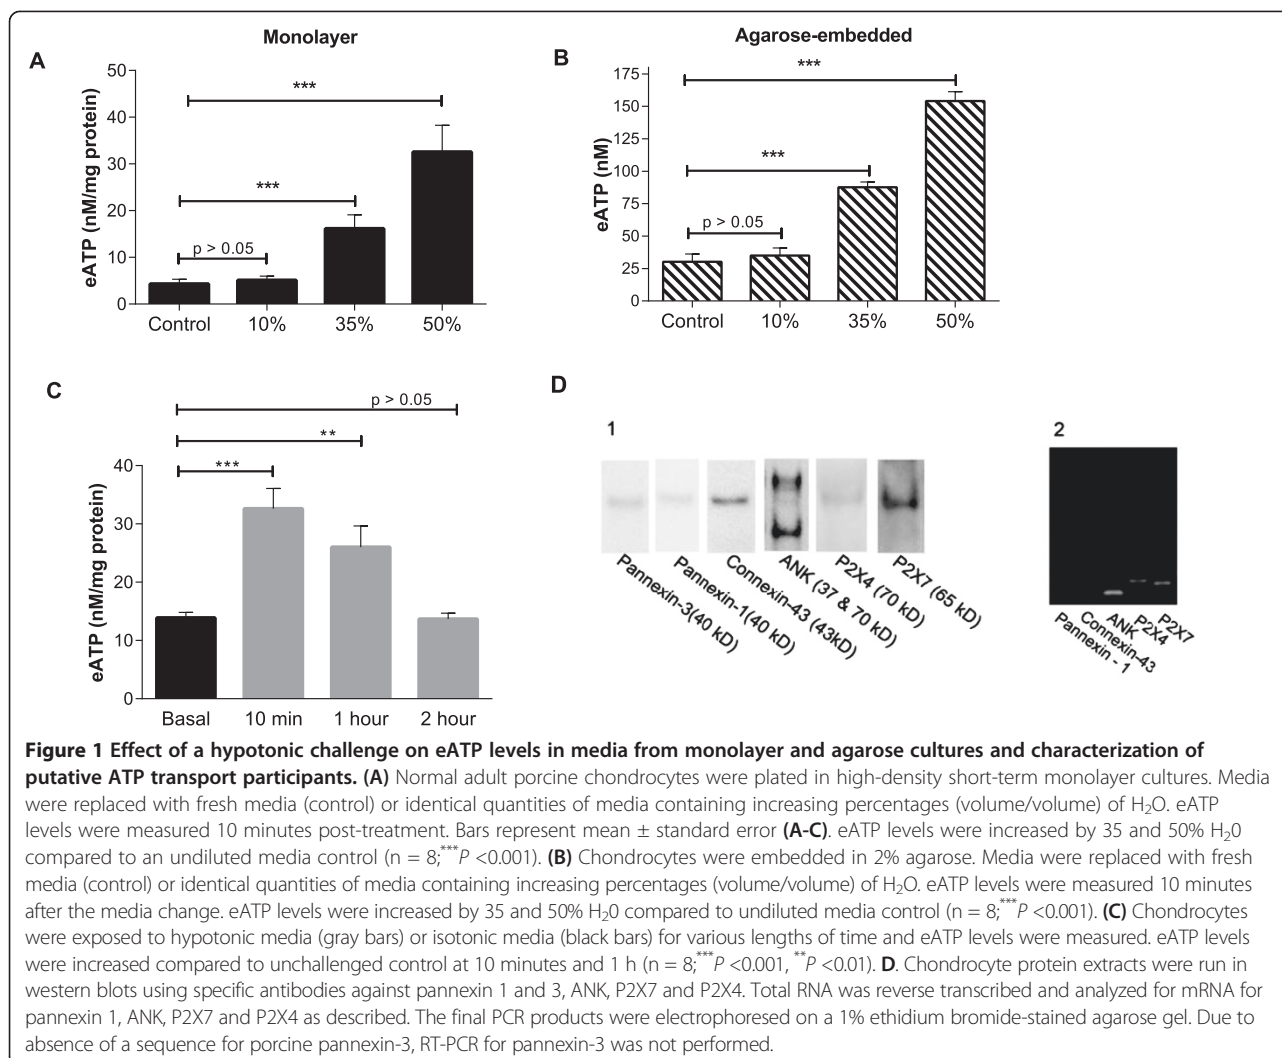 Monolayer
A
eATP (nM/mg protein)
50
40
30
20
10
0
***
***
p > 0.05
Control 10% 35% 50%
Agarose-embedded
B
eATP (nM)
175
150
125
100
75
50
25
0
***
***
p > 0.05
Control 10% 35% 50%
C
eATP (nM/mg protein)
40
30
20
10
0
p > 0.05
**
***
Basal 10 min 1 hour 2 hour
D
1
Pannexin-3(40 kD)
Pannexin-1(40 kD)
Connexin-43 (43kD)
ANK (37 & 70 kD)
P2X4 (70 kD)
P2X7 (65 kD)
2
Pannexin - 1
Connexin-43
ANK
P2X4
P2X7
Figure 1 Effect of a hypotonic challenge on eATP levels in media from monolayer and agarose cultures and characterization of
putative ATP transport participants. (A) Normal adult porcine chondrocytes were plated in high-density short-term monolayer cultures. Media
were replaced with fresh media (control) or identical quantities of media containing increasing percentages (volume/volume) of H₂O. eATP
levels were measured 10 minutes post-treatment. Bars represent mean ± standard error (A-C). eATP levels were increased by 35 and 50% H₂0
compared to an undiluted media control (n = 8;***P <0.001). (B) Chondrocytes were embedded in 2% agarose. Media were replaced with fresh
media (control) or identical quantities of media containing increasing percentages (volume/volume) of H₂O. eATP levels were measured 10 minutes
after the media change. eATP levels were increased by 35 and 50% H₂0 compared to undiluted media control (n = 8;***P <0.001). (C) Chondrocytes
were exposed to hypotonic media (gray bars) or isotonic media (black bars) for various lengths of time and eATP levels were measured. eATP levels
were increased compared to unchallenged control at 10 minutes and 1 h (n = 8;***P <0.001, **P <0.01). D. Chondrocyte protein extracts were run in
western blots using specific antibodies against pannexin 1 and 3, ANK, P2X7 and P2X4. Total RNA was reverse transcribed and analyzed for mRNA for
pannexin 1, ANK, P2X7 and P2X4 as described. The final PCR products were electrophoresed on a 1% ethidium bromide-stained agarose gel. Due to
absence of a sequence for porcine pannexin-3, RT-PCR for pannexin-3 was not performed.